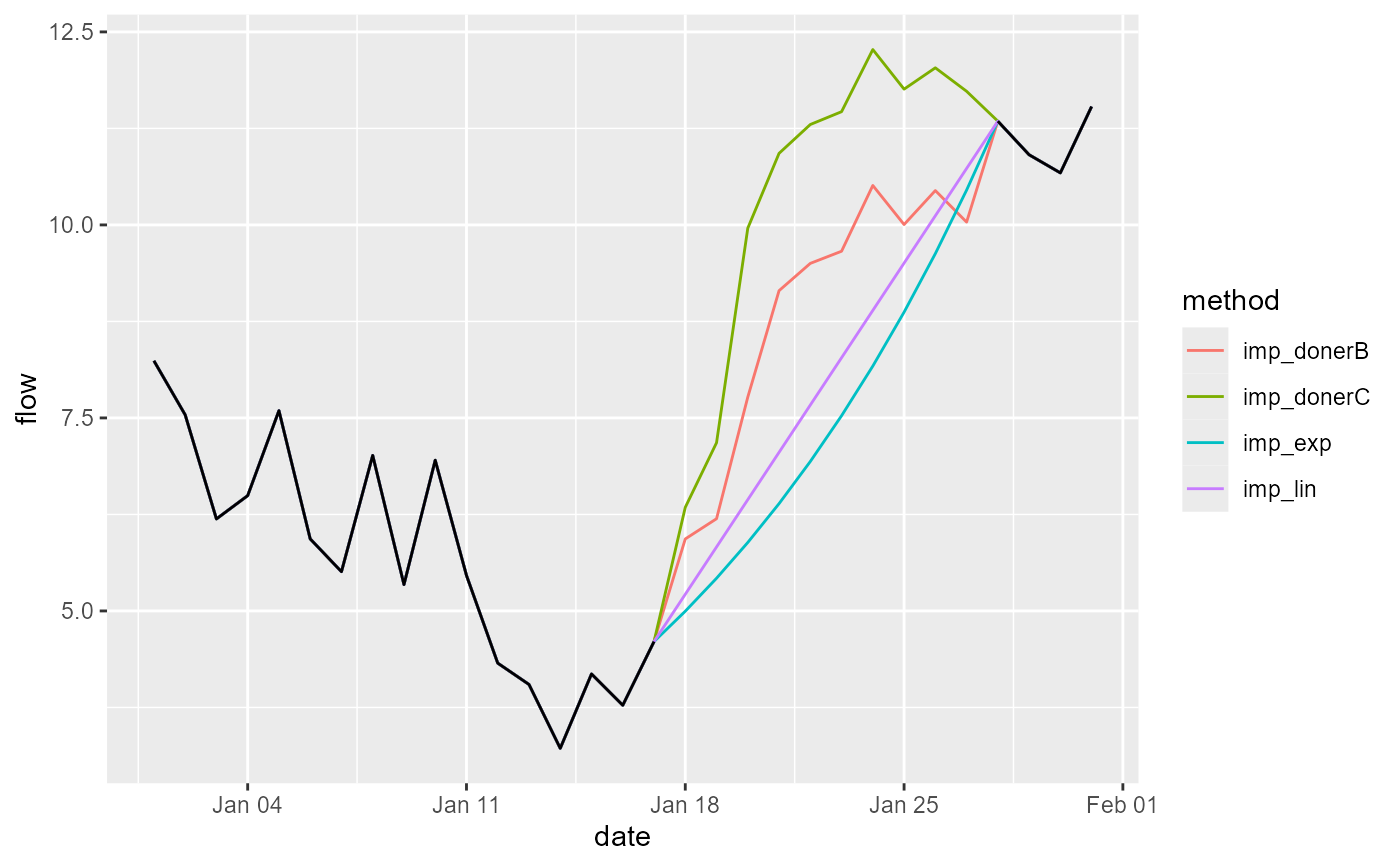 12.5
10.0
7.5
5.0
flow
Jan 04
Jan 11
Jan 18
Jan 25
Feb 01
date
method
imp_donerB
imp_donerC
imp_exp
imp_lin